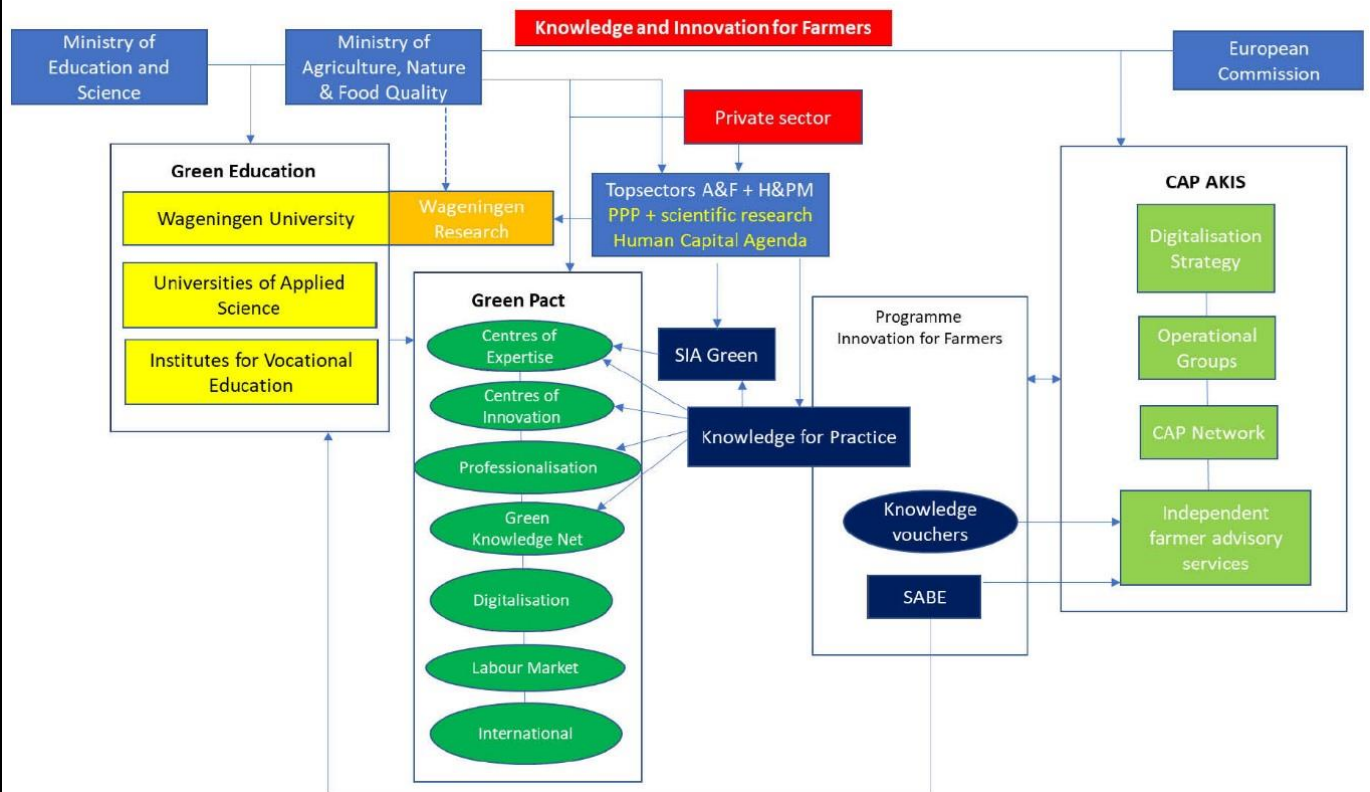 Knowledge and Innovation for Farmers
Ministry of
Education and
Science
Ministry of
Agriculture, Nature
& Food Quality
European
Commission
Private sector
Green Education
Wageningen University
Wageningen
Research
Universities of Applied
Science
Institutes for Vocational
Education
Topsectors A&F + H&PM
PPP + scientific research
Human Capital Agenda
Green Pact
Centres of
Expertise
Centres of
Innovation
Professionalisation
Green
Knowledge Net
Digitalisation
Labour Market
International
SIA Green
Knowledge for Practice
Programme
Innovation for Farmers
Knowledge
vouchers
SABE
CAP AKIS
Digitalisation
Strategy
Operational
Groups
CAP Network
Independent
farmer advisory
services